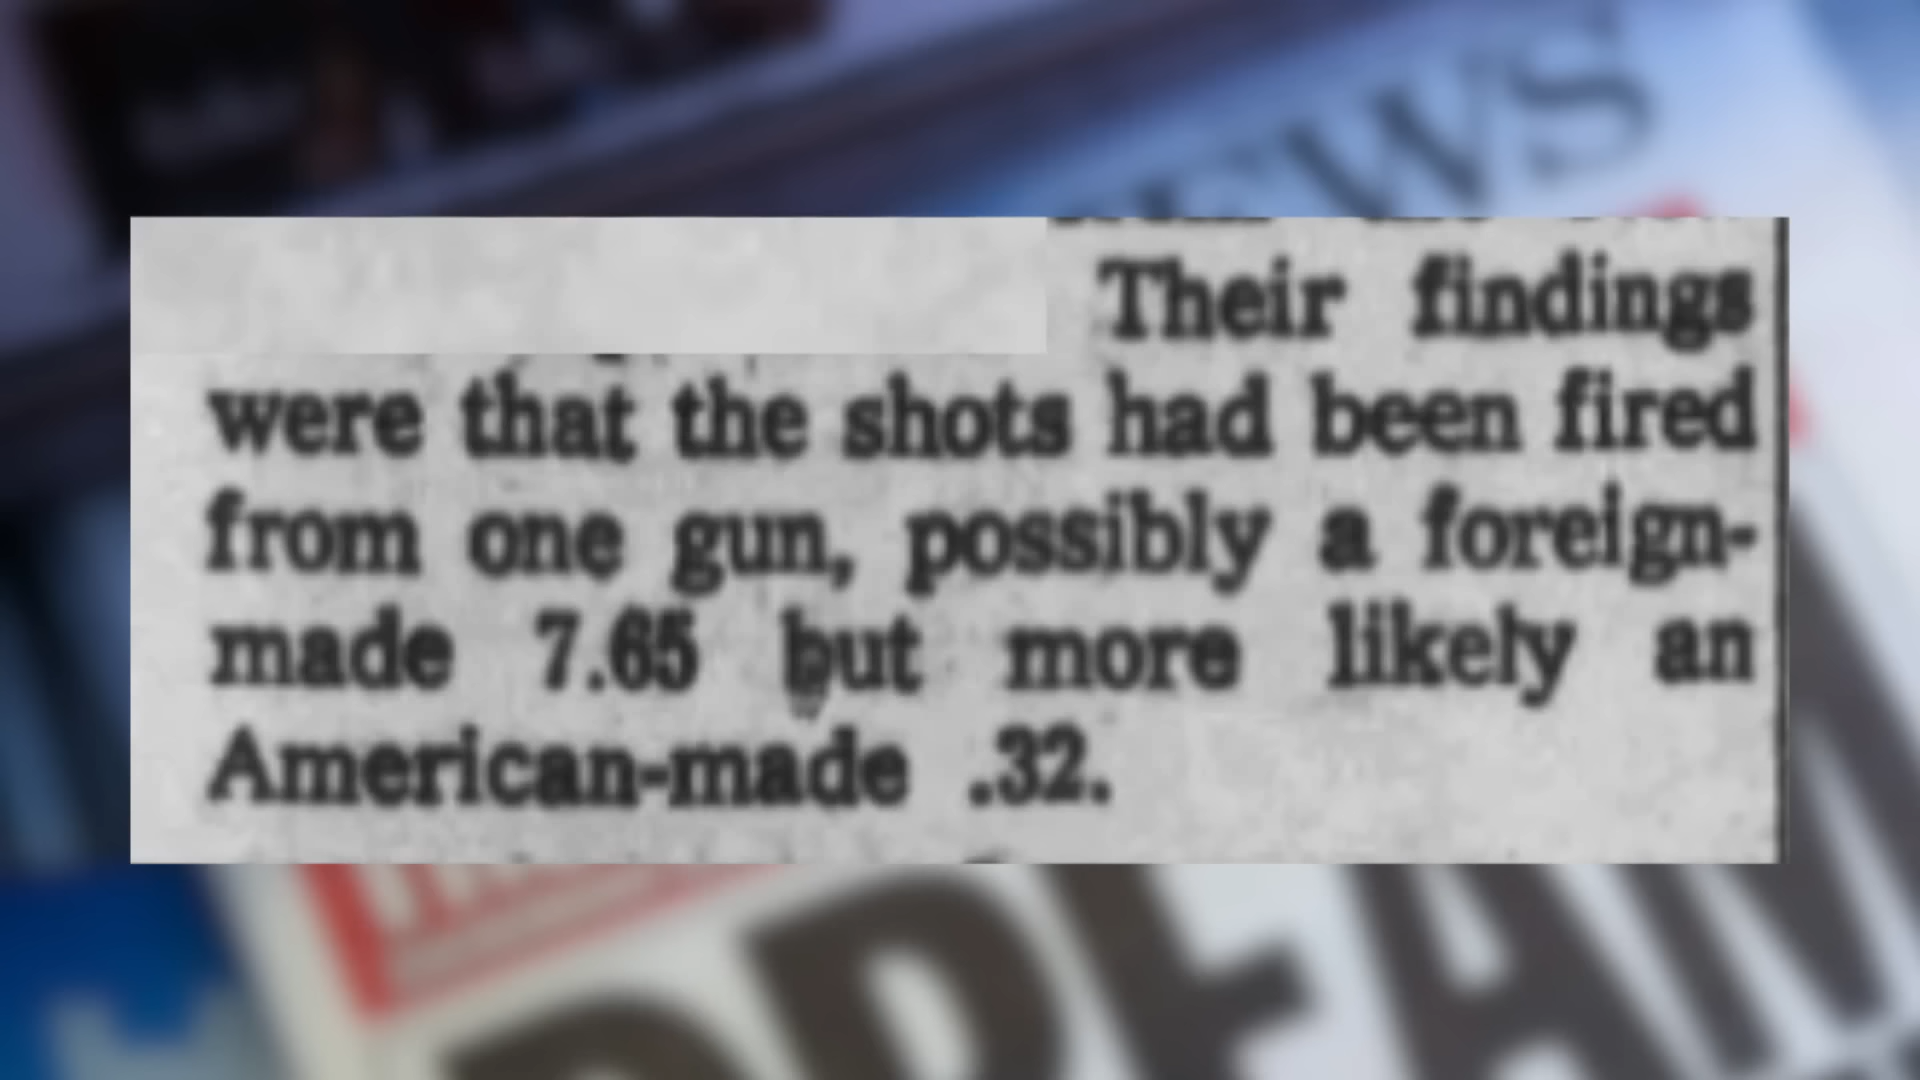 NEWS
Their findings
were that the shots had been fired
from one gun, possibly a foreign-
made 7.65 but more likely an
American-made .32.